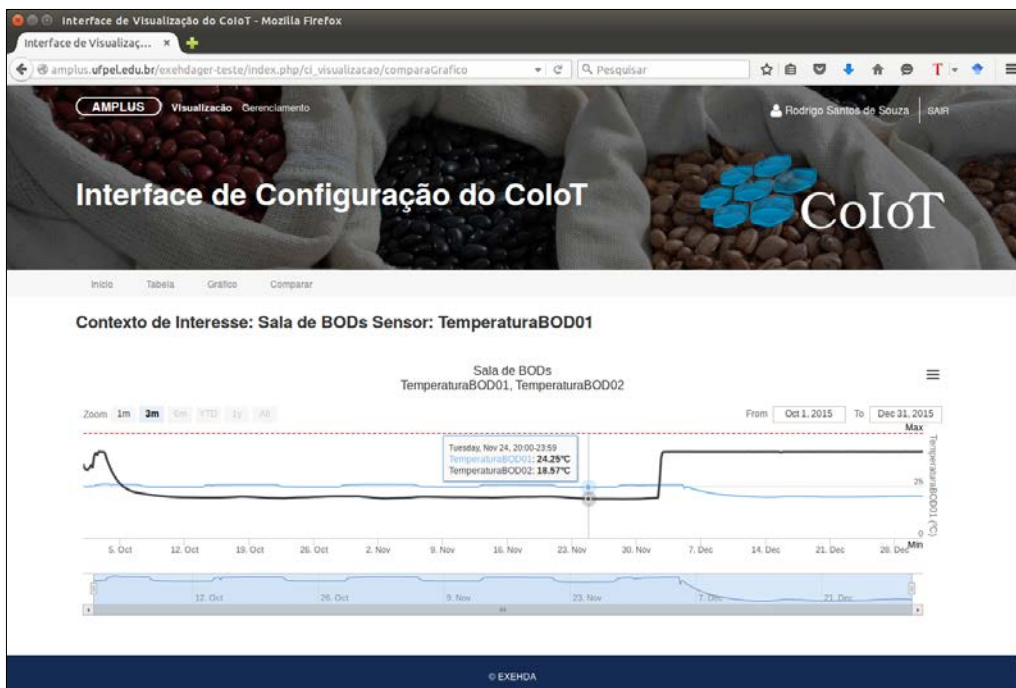 Interface de Visualização do CoIoT - Mozilla Firefox
Interface de Visualizaç... ×
amplus.ufpel.edu.br/exehdager-teste/index.php/ci_visualizacao/comparaGrafico
Pesquisar
AMPLUS Visualizacão Gerenciamento
Rodrigo Santos de Souza SAIR
Interface de Configuração do CoIoT
CoIoT
Início Tabela Gráfico Comparar
Contexto de Interesse: Sala de BODs Sensor: TemperaturaBOD01
Sala de BODs
TemperaturaBOD01, TemperaturaBOD02
Zoom 1m 3m 6m YTD 1y All From Oct 1, 2015 To Dec 31, 2015
Max
Tuesday, Nov 24, 20:00-23:59
TemperaturaBOD01: 24.25ºC
TemperaturaBOD02: 18.57ºC
TemperaturaBOD01 (ºC)
25
0
Min
5. Oct 12. Oct 19. Oct 26. Oct 2. Nov 9. Nov 16. Nov 23. Nov 30. Nov 7. Dec 14. Dec 21. Dec 28. Dec
12. Oct 26. Oct 9. Nov 23. Nov 7. Dec 21. Dec
© EXEHDA